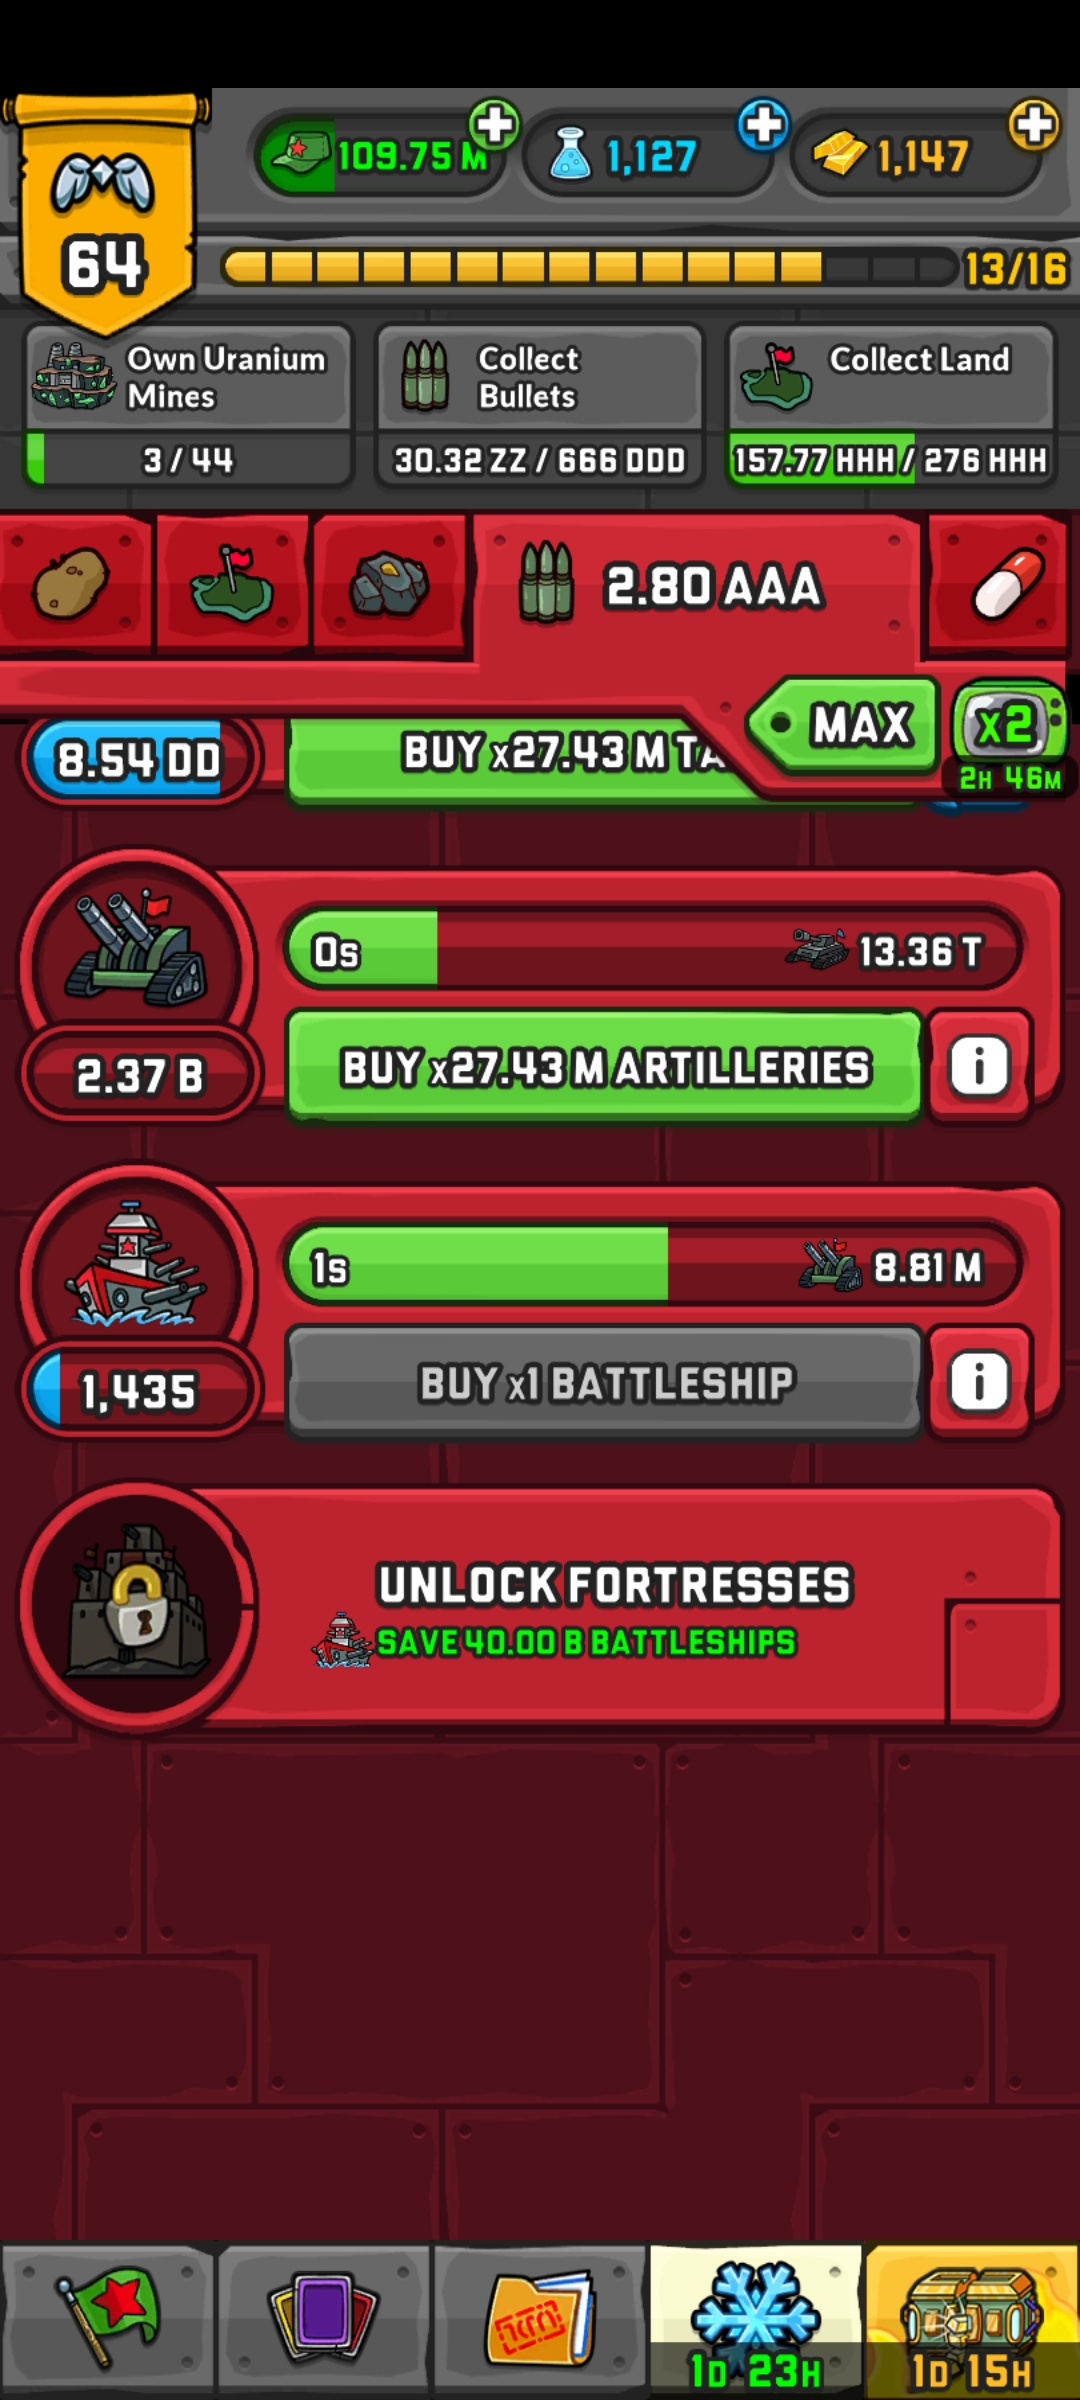 109.75 M
1,127
1,147
64
13/16
Own Uranium
Mines
3 / 44
Collect
Bullets
30.32 ZZ / 666 DDD
Collect Land
157.77 HHH / 276 HHH
2.80 AAA
MAX
x2
2H 46M
8.54 DD
BUY x27.43 M TA
0s
13.36 T
2.37 B
BUY x27.43 M ARTILLERIES
i
1s
8.81 M
1,435
BUY x1 BATTLESHIP
i
UNLOCK FORTRESSES
SAVE 40.00 B BATTLESHIPS
1D 23H
1D 15H